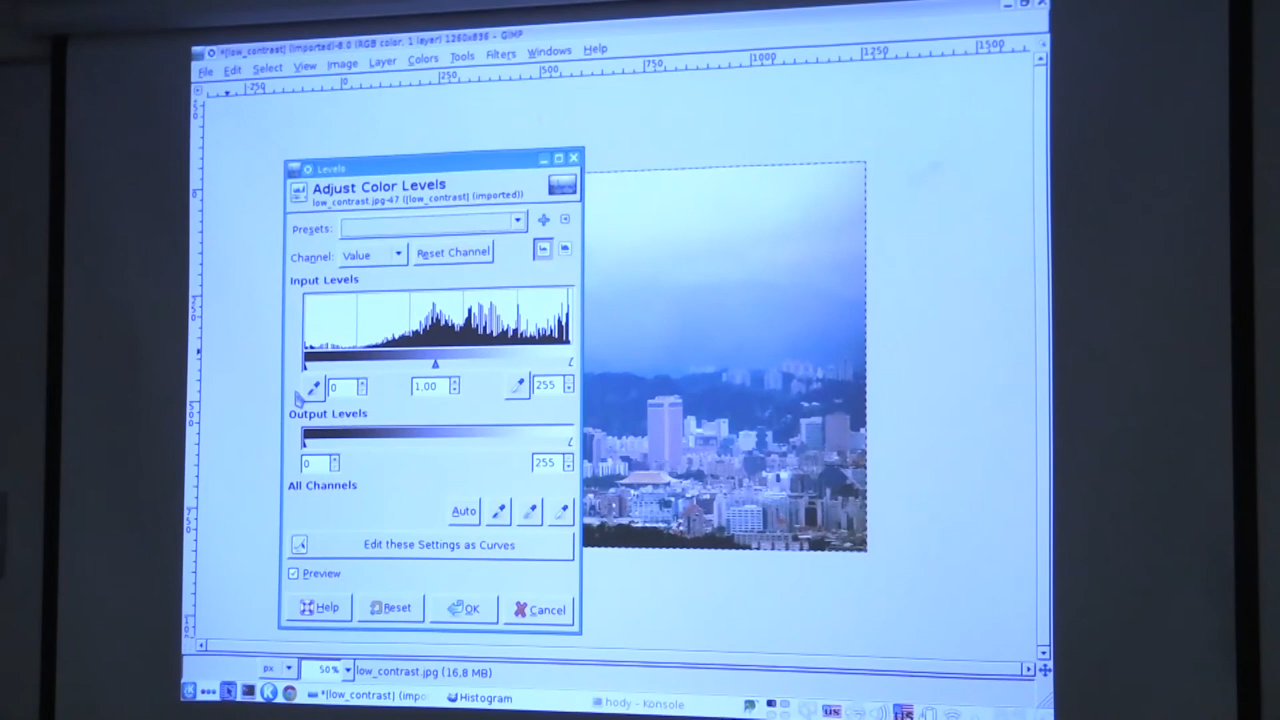 *[low_contrast] (imported)-8.0 (RGB color, 1 layer) 1260x836 – GIMP
File Edit Select View Image Layer Colors Tools Filters Windows Help
-250 0 250 500 750 1000 1250 1500
Levels
Adjust Color Levels
low_contrast.jpg-47 ([low_contrast] (imported))
Presets:
Channel: Value Reset Channel
Input Levels
0 1,00 255
Output Levels
0 255
All Channels
Auto
Edit these Settings as Curves
Preview
Help Reset OK Cancel
px 50% low_contrast.jpg (16,8 MB)
*[low_contrast] (impo Histogram hody – Konsole us US